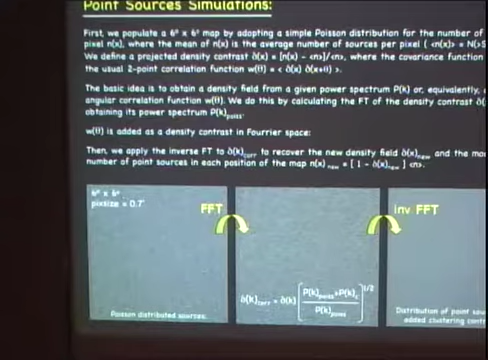 Point Sources Simulations:
First, we populate a 6° x 6° map by adopting a simple Poisson distribution for the number of
pixel n(x), where the mean of n(x) is the average number of sources per pixel ( <n(x)> = N(>S
We define a projected density contrast δ(x) = [n(x) - <n>]/<n>, where the covariance function
the usual 2-point correlation function w(θ) = < δ(x) δ(x+θ) >.
The basic idea is to obtain a density field from a given power spectrum P(k) or, equivalently,
angular correlation function w(θ). We do this by calculating the FT of the density contrast δ(
obtaining its power spectrum P(k)poiss.
w(θ) is added as a density contrast in Fourrier space:
Then, we apply the inverse FT to δ(k)corr to recover the new density field δ(x)new and the
number of point sources in each position of the map n(x)new = [ 1 - δ(x)new ] <n>.
6° x 6°
pixsize = 0.7'
FFT
inv FFT
δ(k)corr = δ(k) [ P(k)poiss+P(k)c / P(k)poiss ]1/2
Poisson distributed sources.
Distribution of point
added clustering